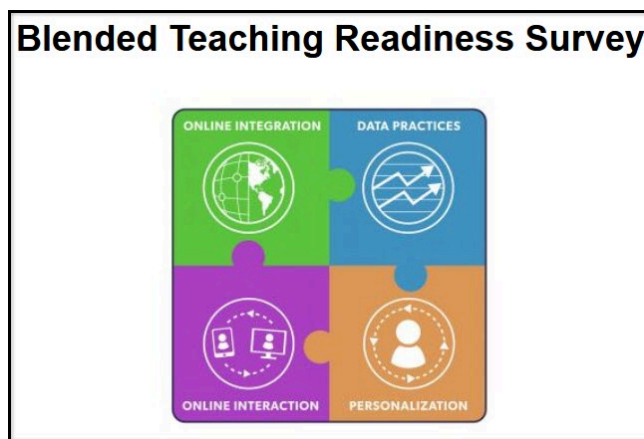 Blended Teaching Readiness Survey
ONLINE INTEGRATION
DATA PRACTICES
ONLINE INTERACTION
PERSONALIZATION